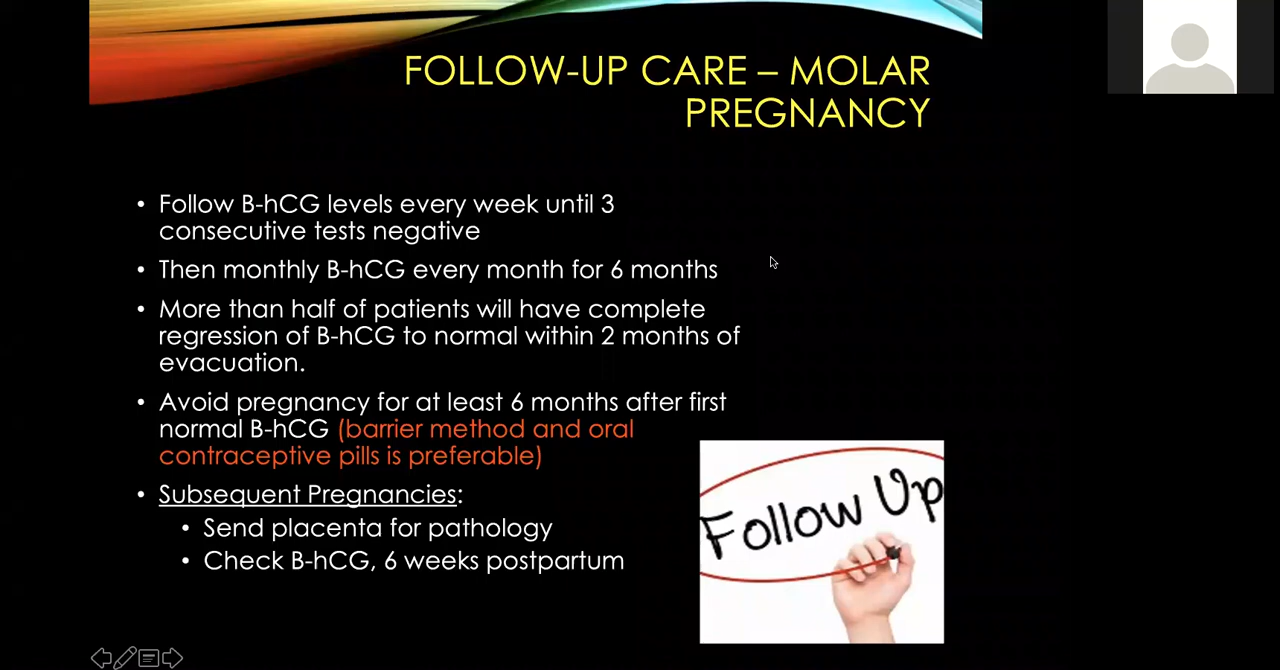 FOLLOW-UP CARE – MOLAR
PREGNANCY
• Follow B-hCG levels every week until 3
consecutive tests negative
• Then monthly B-hCG every month for 6 months
• More than half of patients will have complete
regression of B-hCG to normal within 2 months of
evacuation.
• Avoid pregnancy for at least 6 months after first
normal B-hCG (barrier method and oral
contraceptive pills is preferable)
• Subsequent Pregnancies:
• Send placenta for pathology
• Check B-hCG, 6 weeks postpartum
Follow Up